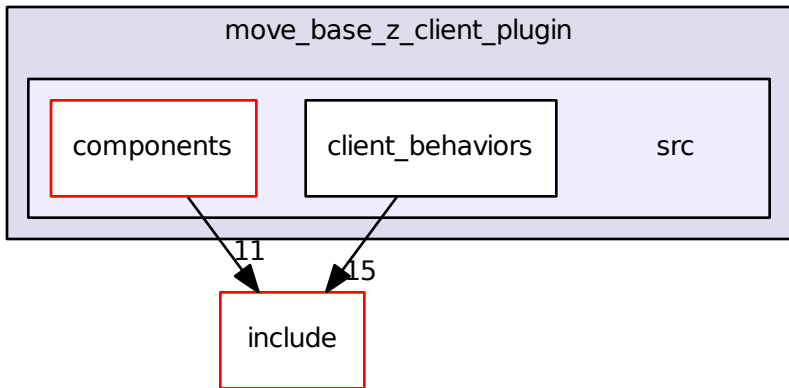 move_base_z_client_plugin
components
client_behaviors
src
11
15
include